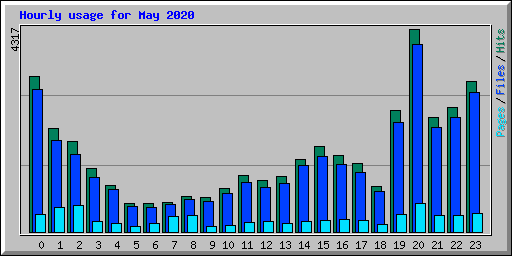 Hourly usage for May 2020
4317
Pages/Files/Hits
0 1 2 3 4 5 6 7 8 9 10 11 12 13 14 15 16 17 18 19 20 21 22 23